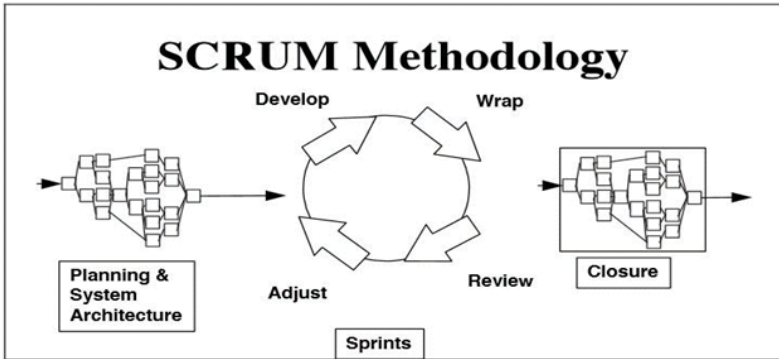 SCRUM Methodology
Develop
Wrap
Planning &
System
Architecture
Adjust
Review
Closure
Sprints